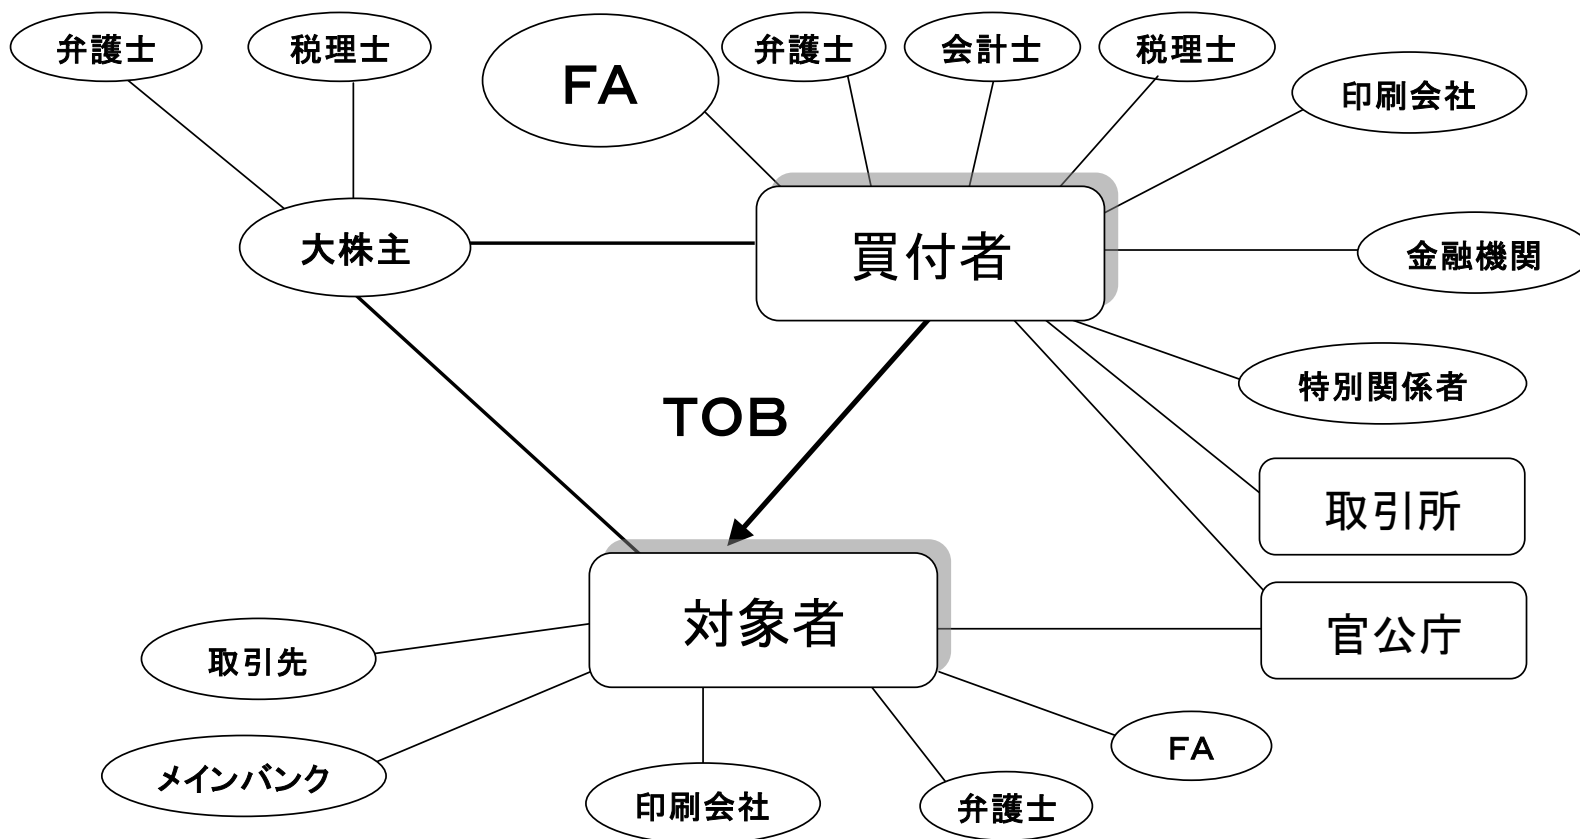 弁護士
税理士
FA
弁護士
会計士
税理士
印刷会社
大株主
買付者
金融機関
特別関係者
TOB
取引所
対象者
官公庁
取引先
メインバンク
印刷会社
弁護士
FA